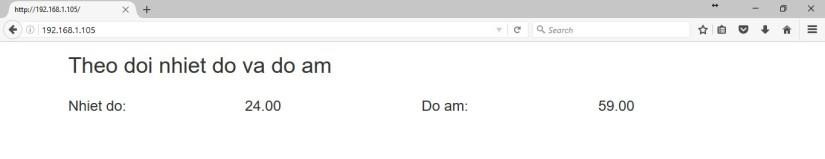 http://192.168.1.105/
192.168.1.105
Search
Theo doi nhiet do va do am
Nhiet do: 24.00 Do am: 59.00